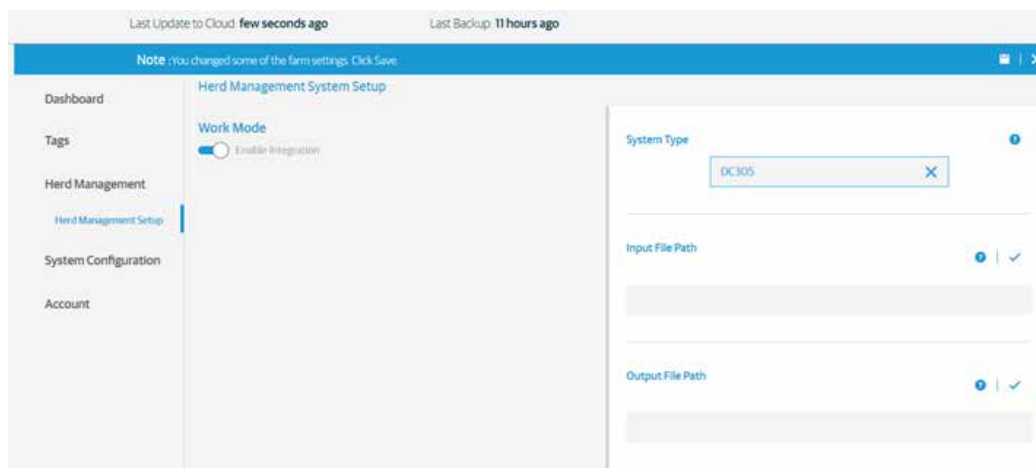 Last Update to Cloud few seconds ago Last Backup 11 hours ago
Note :You changed some of the farm settings. Click Save
Herd Management System Setup
Dashboard
Work Mode
Enable Integration
Tags
Herd Management
Herd Management Setup
System Configuration
Account
System Type
DC305
Input File Path
Output File Path